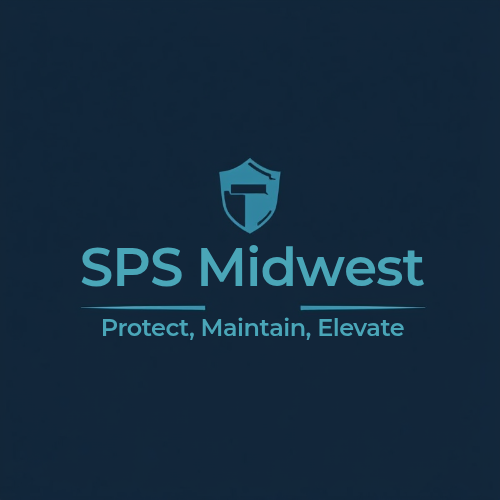 SPS Midwest
Protect, Maintain, Elevate